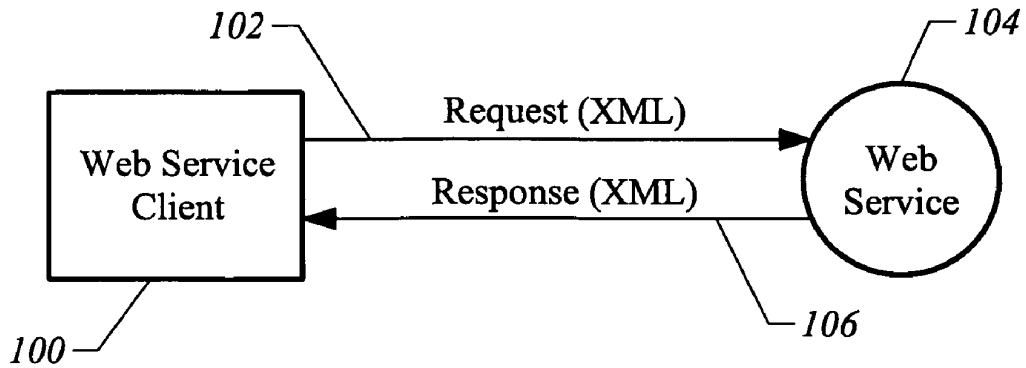 102
104
Request (XML)
Web Service
Client
Web
Service
Response (XML)
106
100